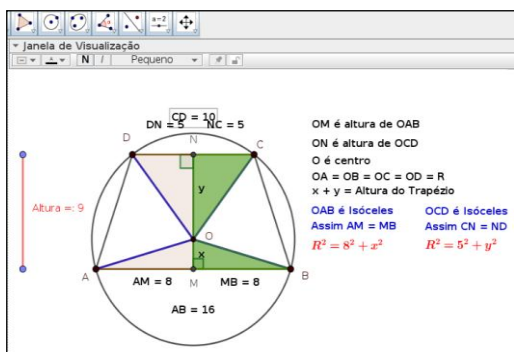 a=2
Janela de Visualização
N I Pequeno
CD = 10
DN = 5 NC = 5
D N C
y
Altura =: 9
O
x
A M B
AM = 8 MB = 8
AB = 16
OM é altura de OAB
ON é altura de OCD
O é centro
OA = OB = OC = OD = R
x + y = Altura do Trapézio
OAB é Isóceles OCD é Isóceles
Assim AM = MB Assim CN = ND
R² = 8² + x² R² = 5² + y²